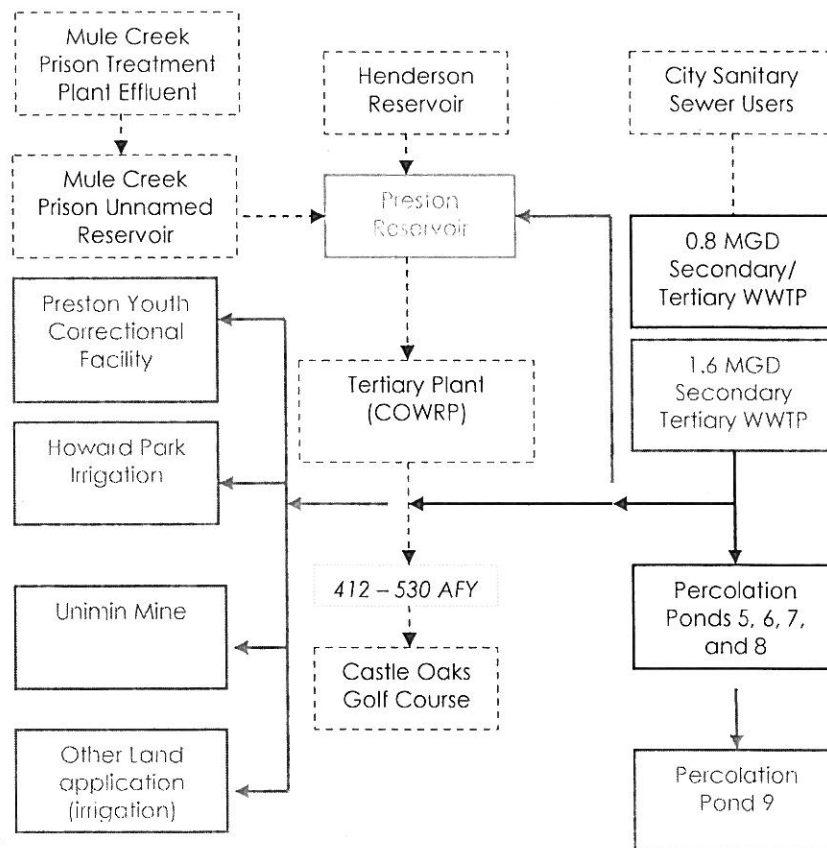 Mule Creek
Prison Treatment
Plant Effluent
Henderson
Reservoir
City Sanitary
Sewer Users
Mule Creek
Prison Unnamed
Reservoir
Preston
Reservoir
0.8 MGD
Secondary/
Tertiary WWTP
Preston Youth
Correctional
Facility
Tertiary Plant
(COWRP)
1.6 MGD
Secondary
Tertiary WWTP
Howard Park
Irrigation
412 – 530 AFY
Unimin Mine
Percolation
Ponds 5, 6, 7,
and 8
Castle Oaks
Golf Course
Other Land
application
(irrigation)
Percolation
Pond 9